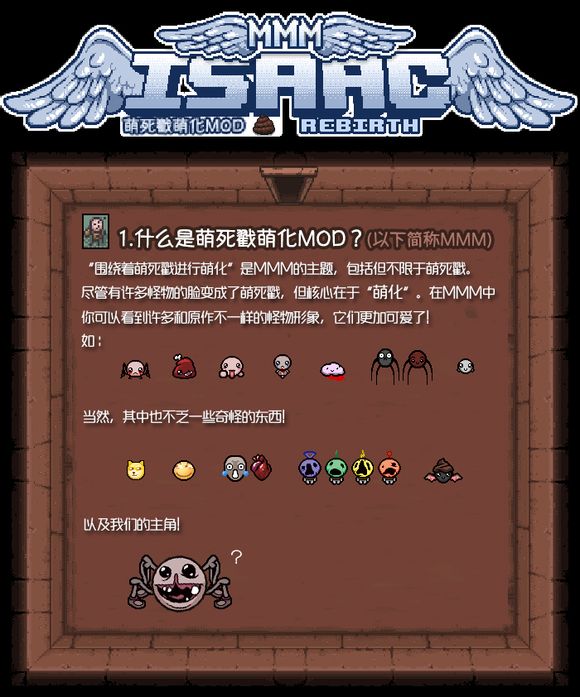 MMM
ISAAC
萌死戳萌化MOD
REBIRTH
1.什么是萌死戳萌化MOD？(以下简称MMM)
“围绕着萌死戳进行萌化”是MMM的主题，包括但不限于萌死戳。
尽管有许多怪物的脸变成了萌死戳，但核心在于“萌化”。在MMM中
你可以看到许多和原作不一样的怪物形象，它们更加可爱了!
如：
当然，其中也不乏一些奇怪的东西!
以及我们的主角!
?